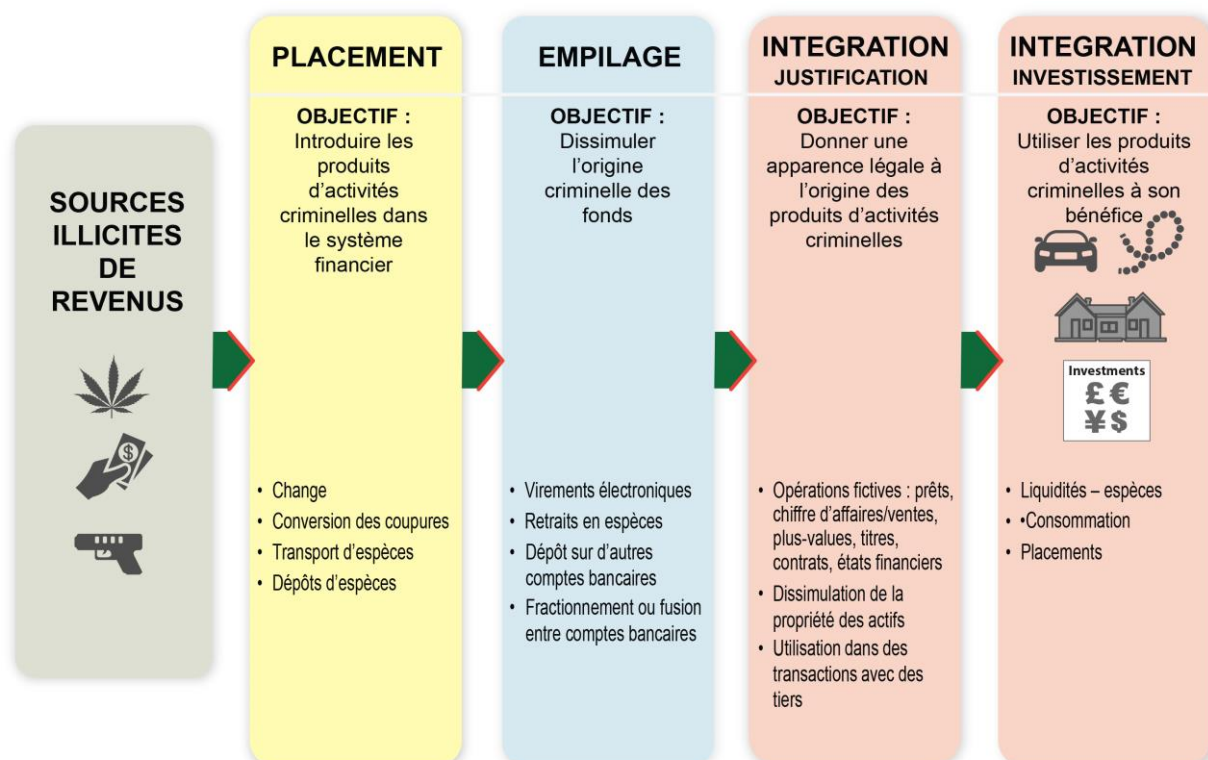 SOURCES
ILLICITES
DE
REVENUS
PLACEMENT
OBJECTIF :
Introduire les
produits
d’activités
criminelles dans
le système
financier
• Change
• Conversion des coupures
• Transport d’espèces
• Dépôts d’espèces
EMPILAGE
OBJECTIF :
Dissimuler
l’origine
criminelle des
fonds
• Virements électroniques
• Retraits en espèces
• Dépôt sur d’autres
comptes bancaires
• Fractionnement ou fusion
entre comptes bancaires
INTEGRATION
JUSTIFICATION
OBJECTIF :
Donner une
apparence légale à
l’origine des
produits d’activités
criminelles
• Opérations fictives : prêts,
chiffre d’affaires/ventes,
plus-values, titres,
contrats, états financiers
• Dissimulation de la
propriété des actifs
• Utilisation dans des
transactions avec des
tiers
INTEGRATION
INVESTISSEMENT
OBJECTIF :
Utiliser les produits
d’activités
criminelles à son
bénéfice
Investments
£ €
¥ $
• Liquidités – espèces
• •Consommation
• Placements